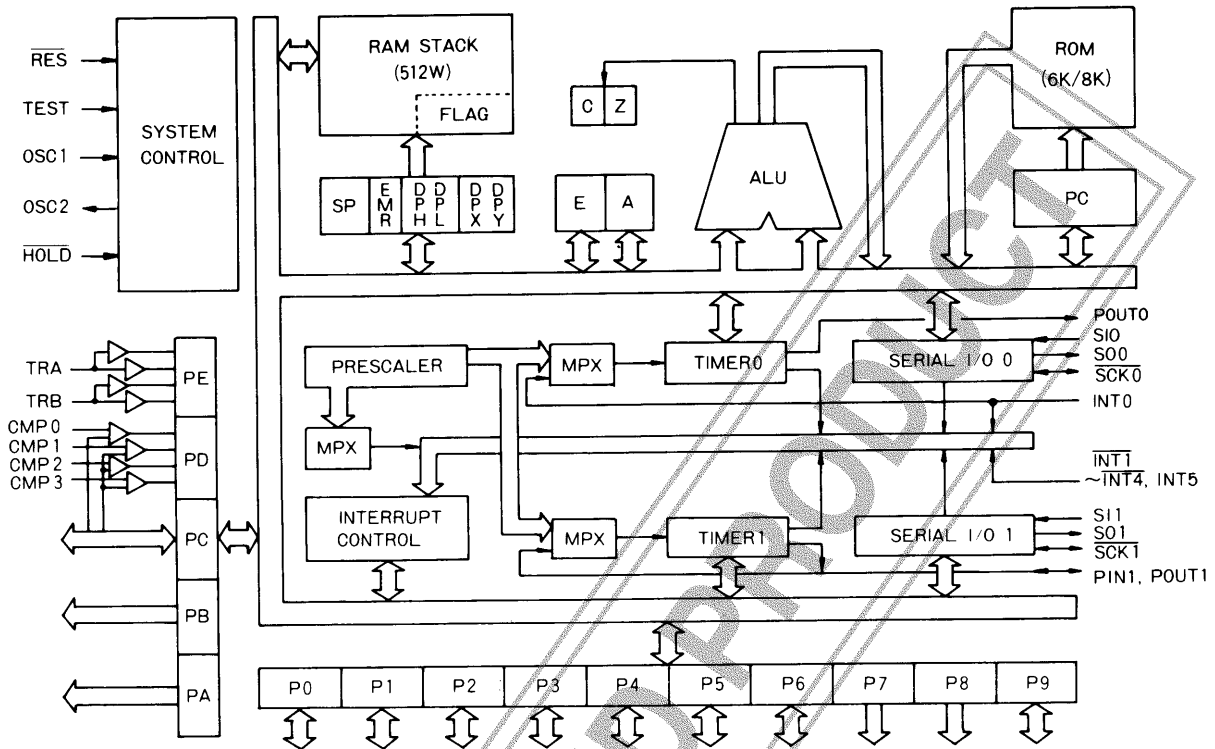 RES
TEST
OSC1
OSC2
HOLD
SYSTEM
CONTROL
RAM STACK
(512W)
FLAG
SP
EMR
DPH
DPL
DPX
DPY
C
Z
E
A
ALU
ROM
(6K/8K)
PC
TRA
TRB
CMP0
CMP1
CMP2
CMP3
PE
PD
PC
PB
PA
PRESCALER
MPX
MPX
TIMER0
SERIAL I/O 0
POUT0
SI0
SO0
SCK0
INT0
INTERRUPT
CONTROL
MPX
TIMER1
SERIAL I/O 1
INT1
~INT4, INT5
SI1
SO1
SCK1
PIN1, POUT1
P0
P1
P2
P3
P4
P5
P6
P7
P8
P9
D PRODUCT